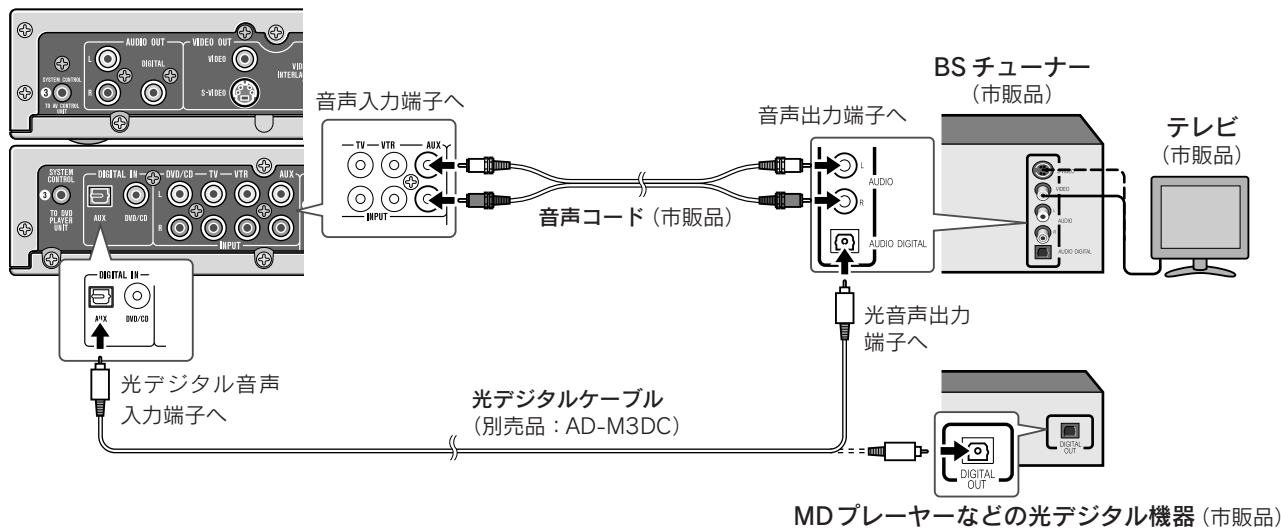 AUDIO OUT
VIDEO OUT
L
R
DIGITAL
VIDEO
S-VIDEO
SYSTEM CONTROL
3
TO AV CONTROL
UNIT
SYSTEM
CONTROL
3
TO DVD
PLAYER
UNIT
DIGITAL IN
AUX
DVD/CD
DVD/CD
TV
VTR
AUX
L
R
INPUT
音声入力端子へ
TV
VTR
AUX
INPUT
音声コード（市販品）
音声出力端子へ
L
AUDIO
R
AUDIO DIGITAL
BSチューナー
（市販品）
VIDEO
AUDIO
R
AUDIO DIGITAL
テレビ
（市販品）
DIGITAL IN
AUX
DVD/CD
光デジタル音声
入力端子へ
光デジタルケーブル
（別売品：AD-M3DC）
光音声出力
端子へ
DIGITAL
OUT
DIGITAL
OUT
MDプレーヤーなどの光デジタル機器（市販品）